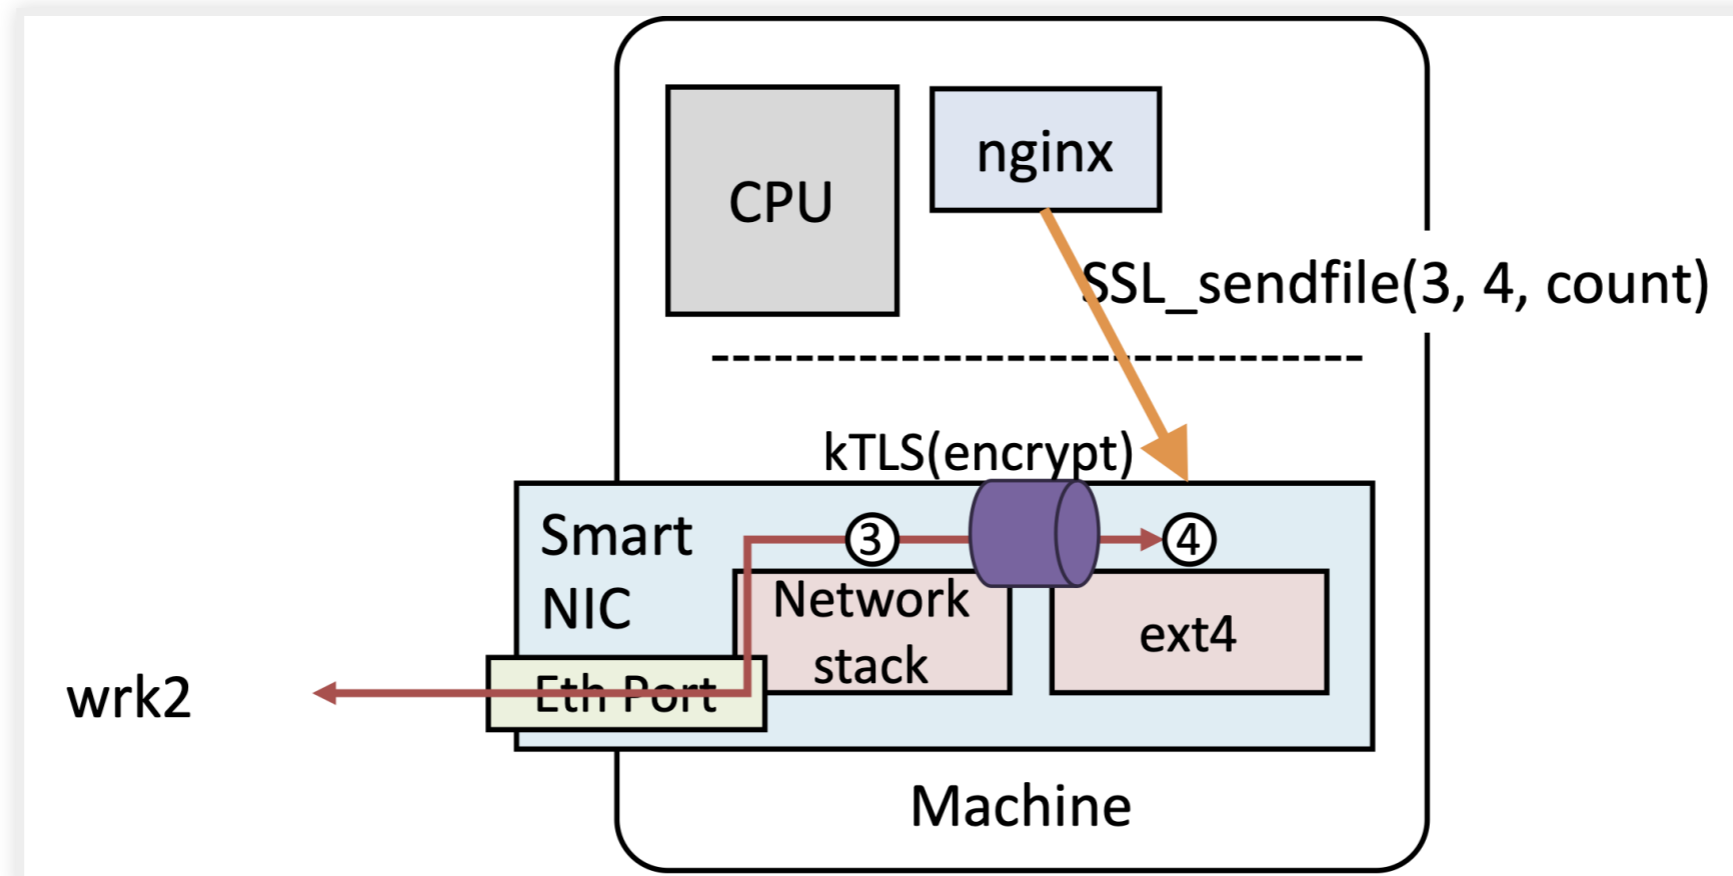 CPU
nginx
SSL_sendfile(3, 4, count)
kTLS(encrypt)
Smart
NIC
3
4
Network
stack
ext4
Eth Port
wrk2
Machine